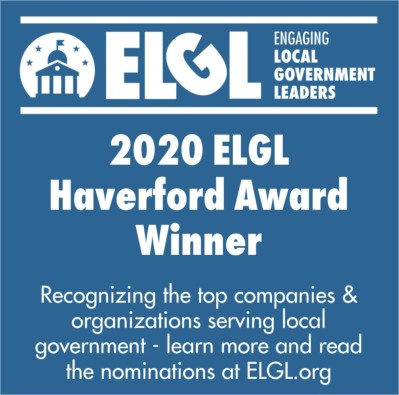 ELGL
ENGAGING
LOCAL
GOVERNMENT
LEADERS
2020 ELGL
Haverford Award
Winner
Recognizing the top companies &
organizations serving local
government - learn more and read
the nominations at ELGL.org